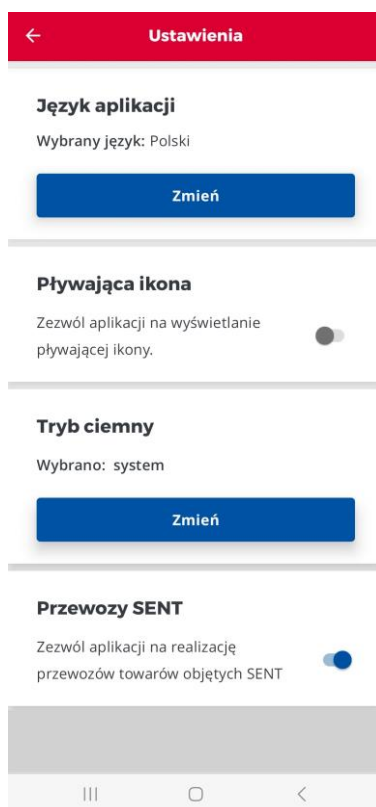 Ustawienia
Język aplikacji
Wybrany język: Polski
Zmień
Pływająca ikona
Zezwól aplikacji na wyświetlanie
pływającej ikony.
Tryb ciemny
Wybrano: system
Zmień
Przewozy SENT
Zezwól aplikacji na realizację
przewozów towarów objętych SENT